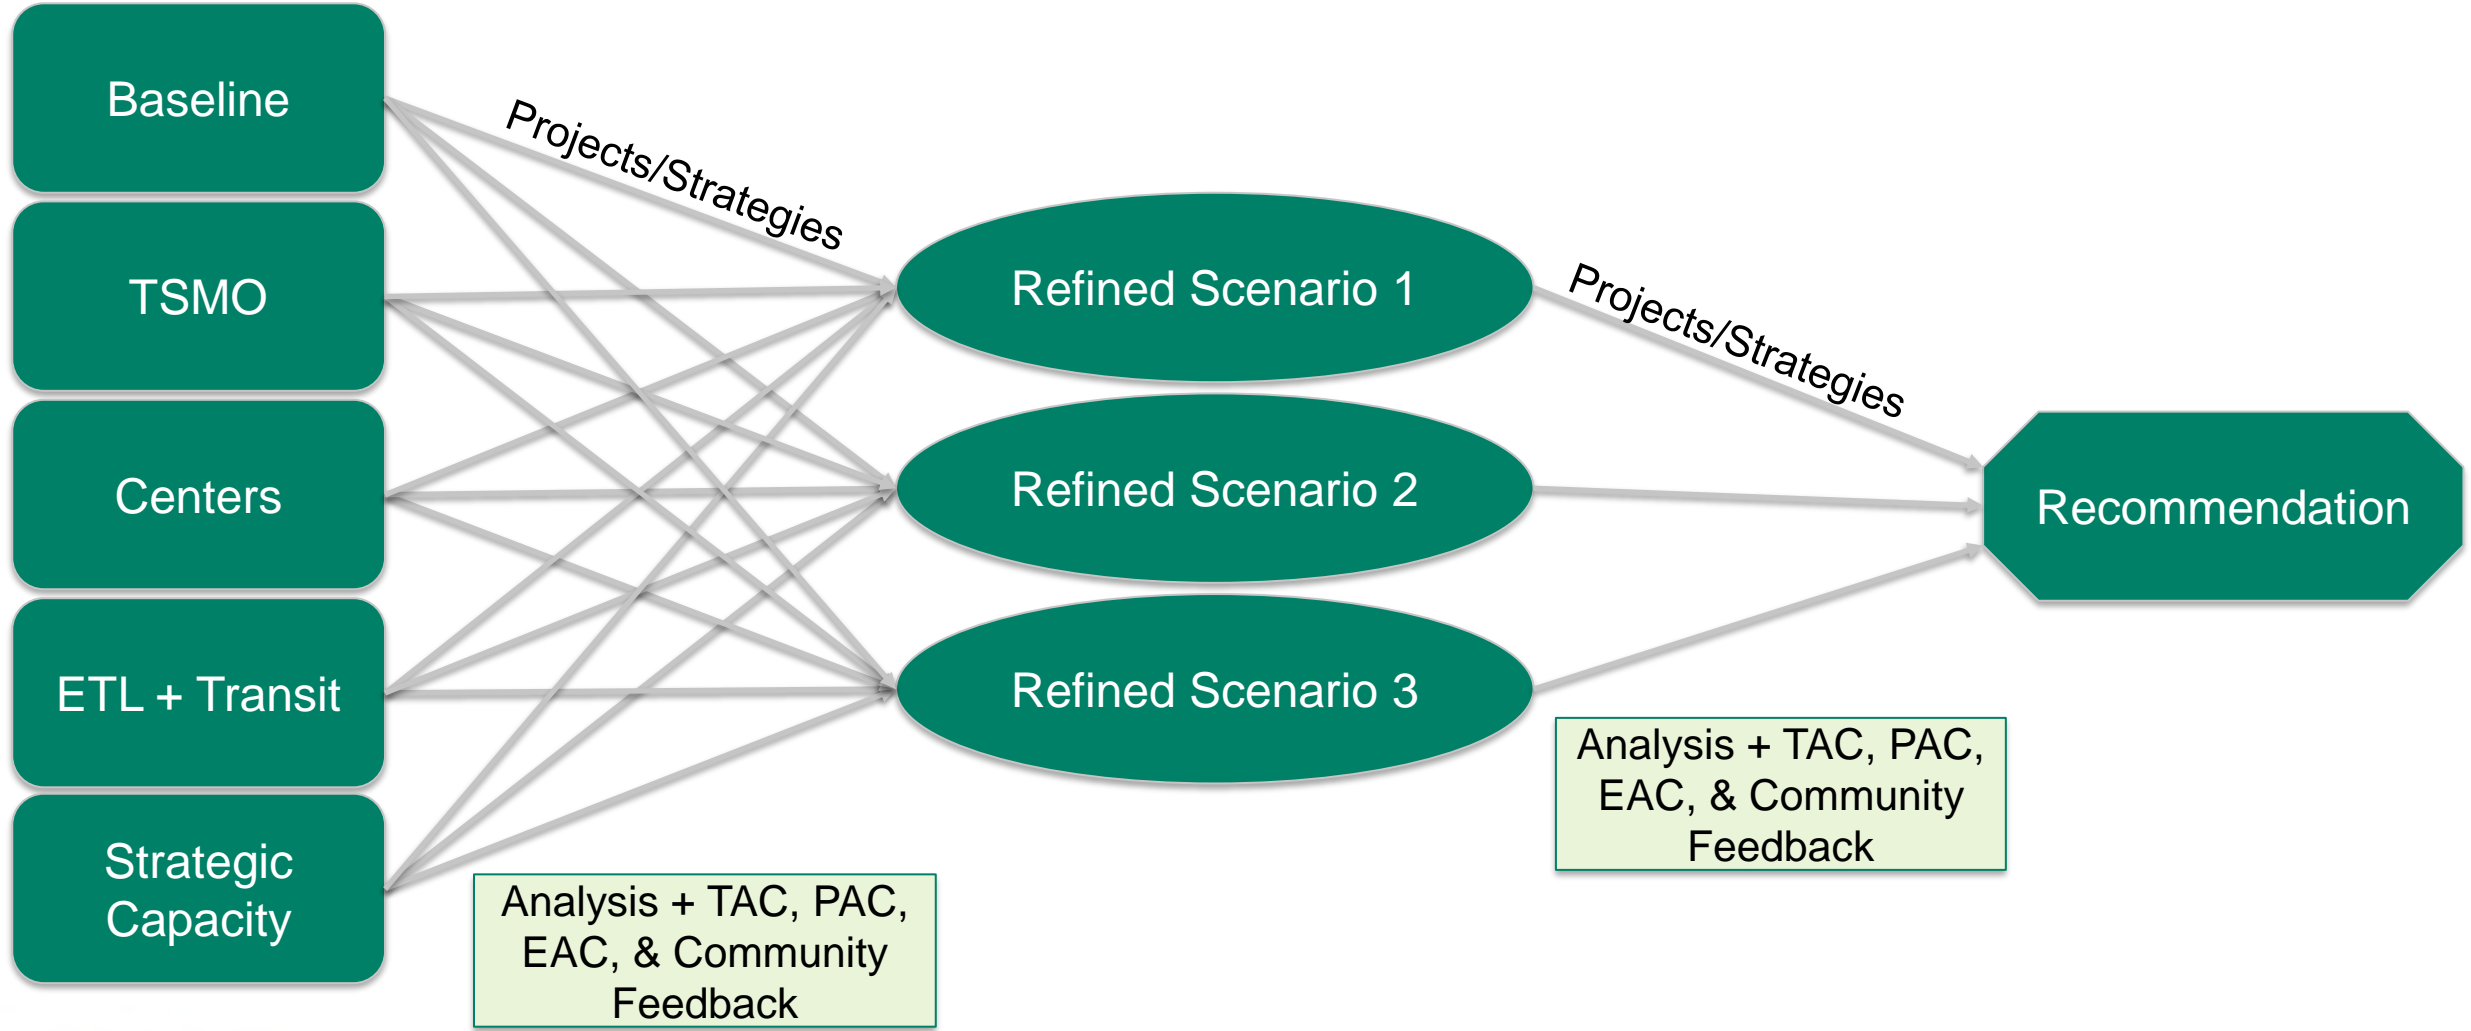 Baseline
TSMO
Centers
ETL + Transit
Strategic
Capacity
Projects/Strategies
Analysis + TAC, PAC,
EAC, & Community
Feedback
Refined Scenario 1
Refined Scenario 2
Refined Scenario 3
Projects/Strategies
Analysis + TAC, PAC,
EAC, & Community
Feedback
Recommendation